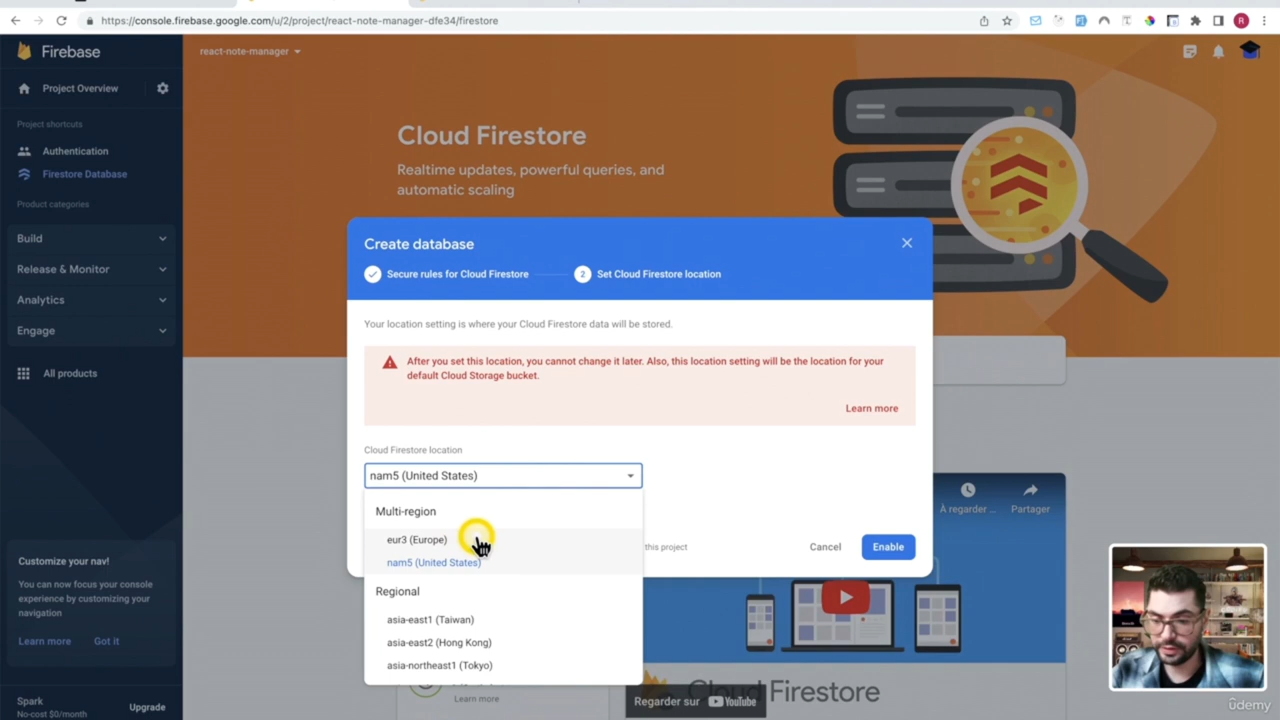 https://console.firebase.google.com/u/2/project/react-note-manager-dfe34/firestore
R
Firebase
react-note-manager
Project Overview
Project shortcuts
Authentication
Firestore Database
Product categories
Build
Release & Monitor
Analytics
Engage
All products
Customize your nav!
You can now focus your console
experience by customizing your
navigation
Learn more
Got it
Spark
No-cost $0/month
Upgrade
Cloud Firestore
Realtime updates, powerful queries, and
automatic scaling
Create database
Secure rules for Cloud Firestore
2
Set Cloud Firestore location
Your location setting is where your Cloud Firestore data will be stored.
After you set this location, you cannot change it later. Also, this location setting will be the location for your
default Cloud Storage bucket.
Learn more
Cloud Firestore location
nam5 (United States)
Multi-region
eur3 (Europe)
nam5 (United States)
Regional
asia-east1 (Taiwan)
asia-east2 (Hong Kong)
asia-northeast1 (Tokyo)
this project
Cancel
Enable
À regarder ...
Partager
Learn more
Regarder sur YouTube
Cloud Firestore
ûdemy